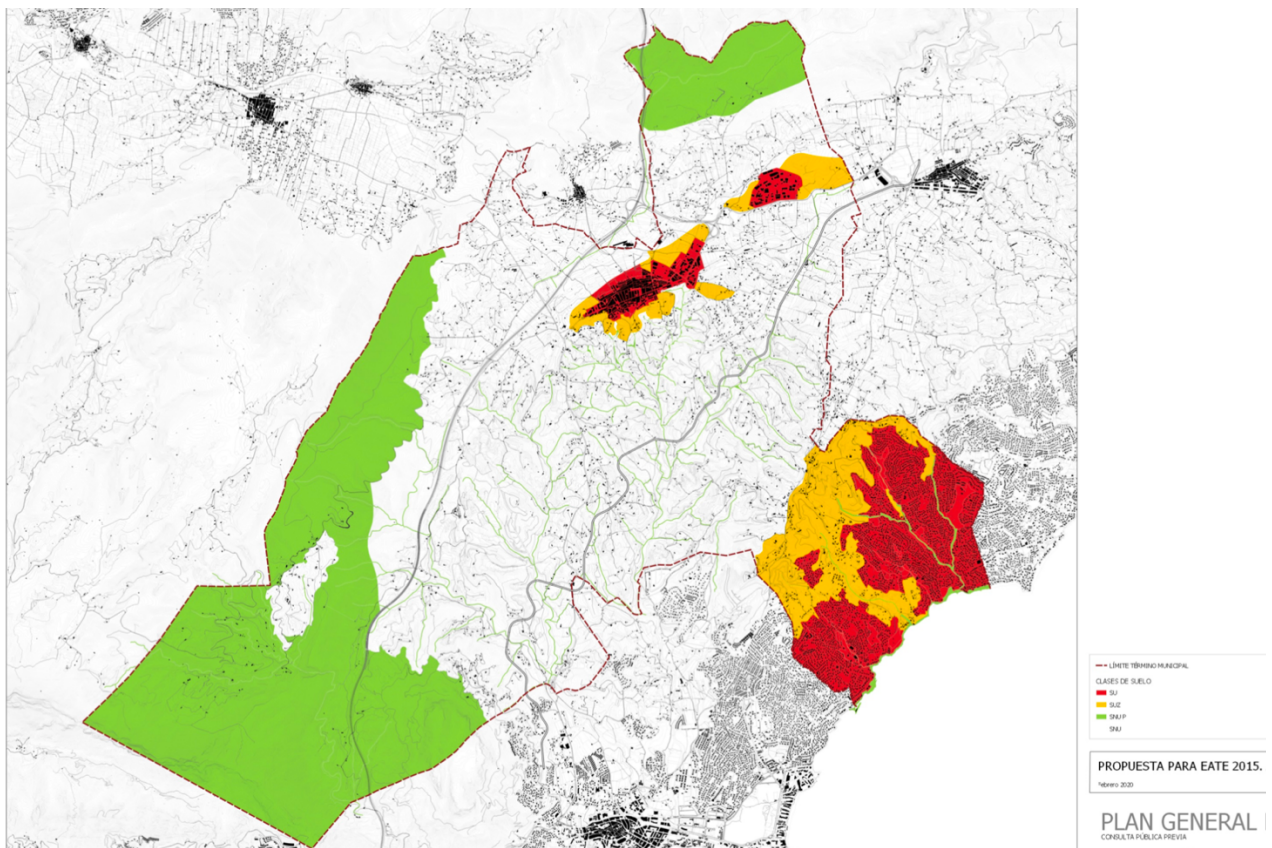 LÍMITE TÉRMINO MUNICIPAL
CLASES DE SUELO
SU
SUZ
SNU P
SNU
PROPUESTA PARA EATE 2015.
Febrero 2020
PLAN GENERAL
CONSULTA PÚBLICA PREVIA